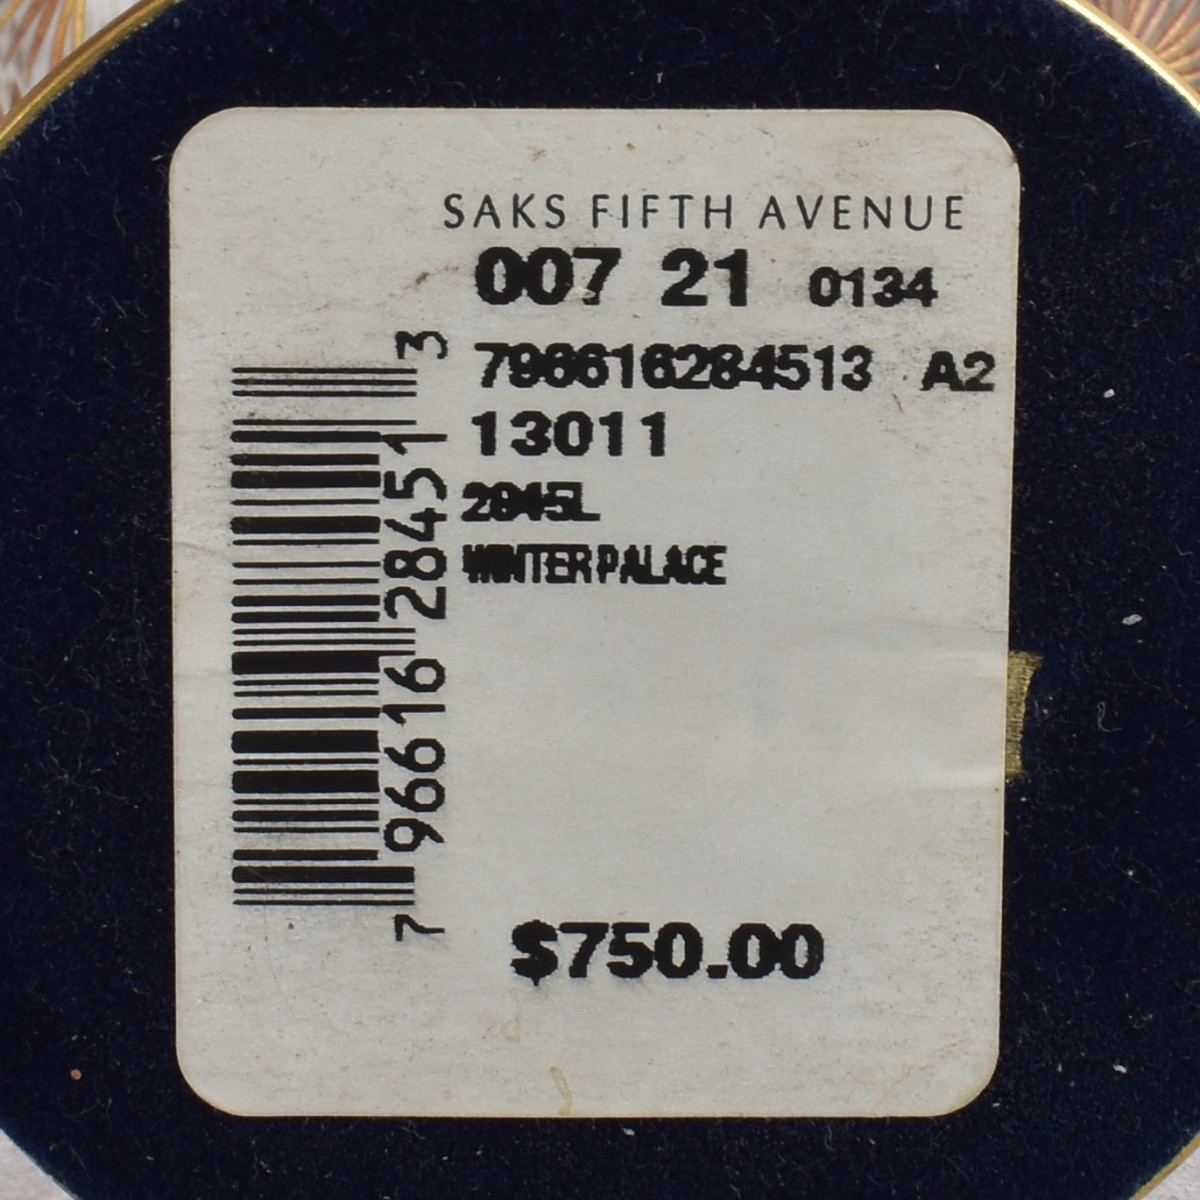 SAKS FIFTH AVENUE
007 21 0134
796616284513 A2
13011
2845L
WINTER PALACE
7 96616 28451 3
$750.00